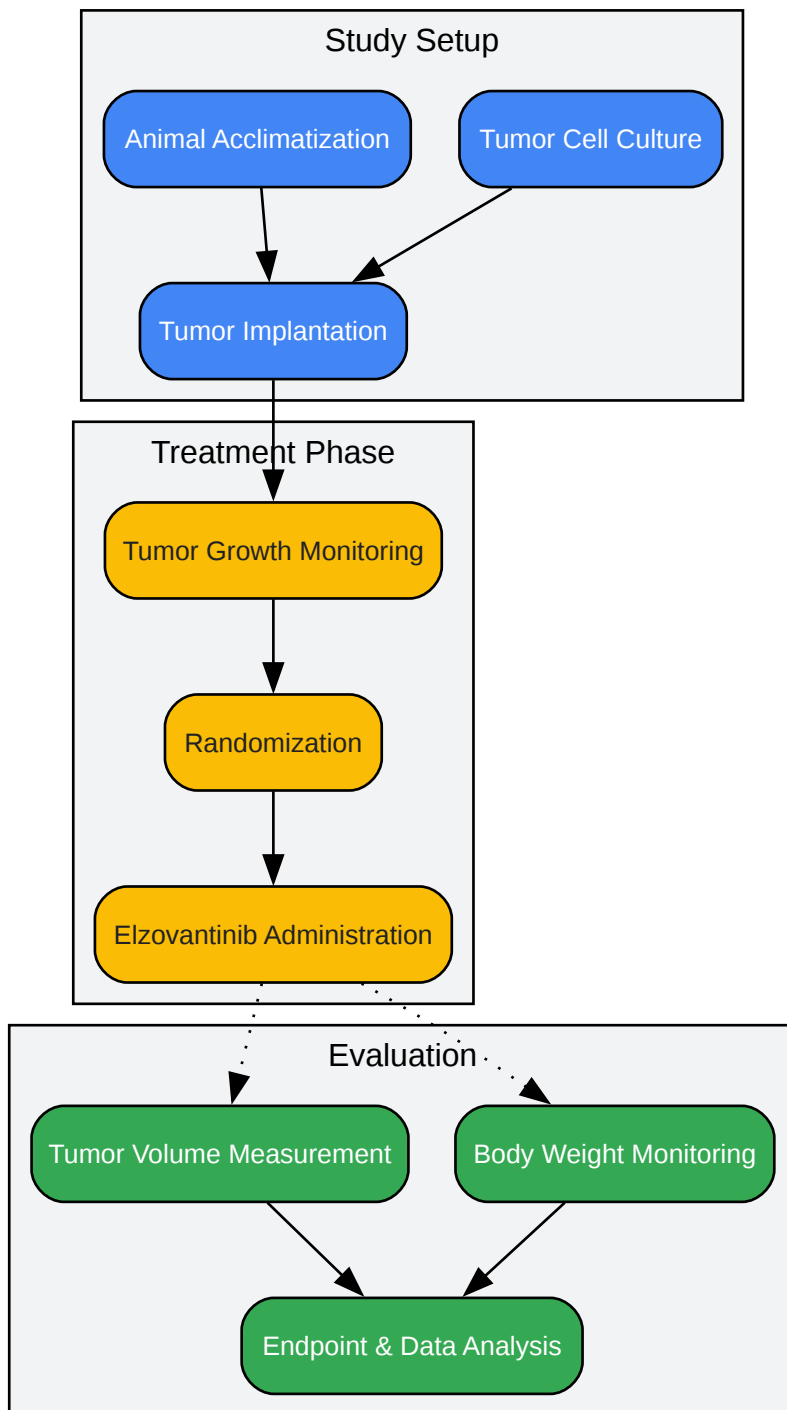 Study Setup
Animal Acclimatization
Tumor Cell Culture
Tumor Implantation
Treatment Phase
Tumor Growth Monitoring
Randomization
Elzovantinib Administration
Evaluation
Tumor Volume Measurement
Body Weight Monitoring
Endpoint & Data Analysis